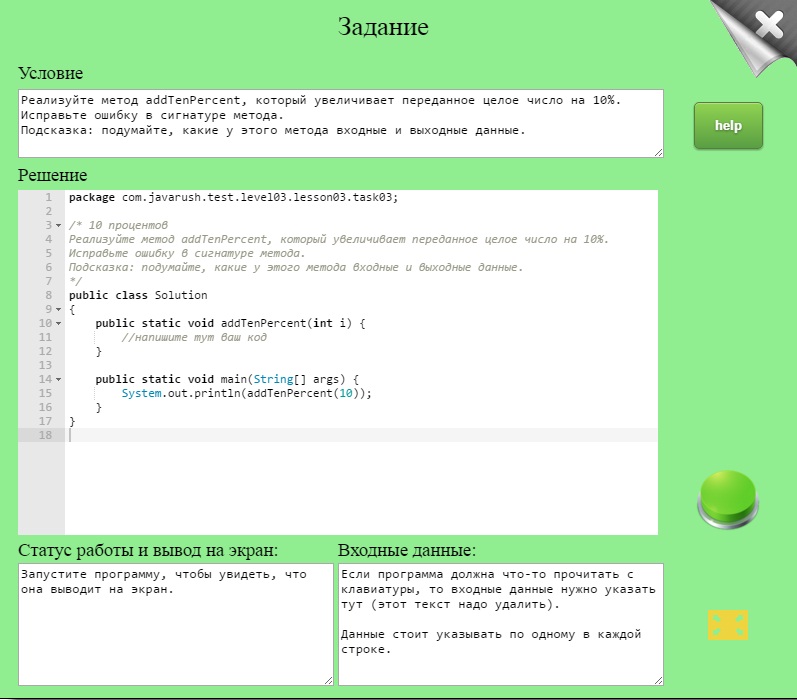 Задание
Условие
Реализуйте метод addTenPercent, который увеличивает переданное целое число на 10%.
Исправьте ошибку в сигнатуре метода.
Подсказка: подумайте, какие у этого метода входные и выходные данные.
help
Решение
1 package com.javarush.test.level03.lesson03.task03;
2
3 /* 10 процентов
4 Реализуйте метод addTenPercent, который увеличивает переданное целое число на 10%.
5 Исправьте ошибку в сигнатуре метода.
6 Подсказка: подумайте, какие у этого метода входные и выходные данные.
7 */
8 public class Solution
9 {
10     public static void addTenPercent(int i) {
11         //напишите тут ваш код
12     }
13
14     public static void main(String[] args) {
15         System.out.println(addTenPercent(10));
16     }
17 }
18
Статус работы и вывод на экран:
Запустите программу, чтобы увидеть, что
она выводит на экран.
Входные данные:
Если программа должна что-то прочитать с
клавиатуры, то входные данные нужно указать
тут (этот текст надо удалить).
Данные стоит указывать по одному в каждой
строке.